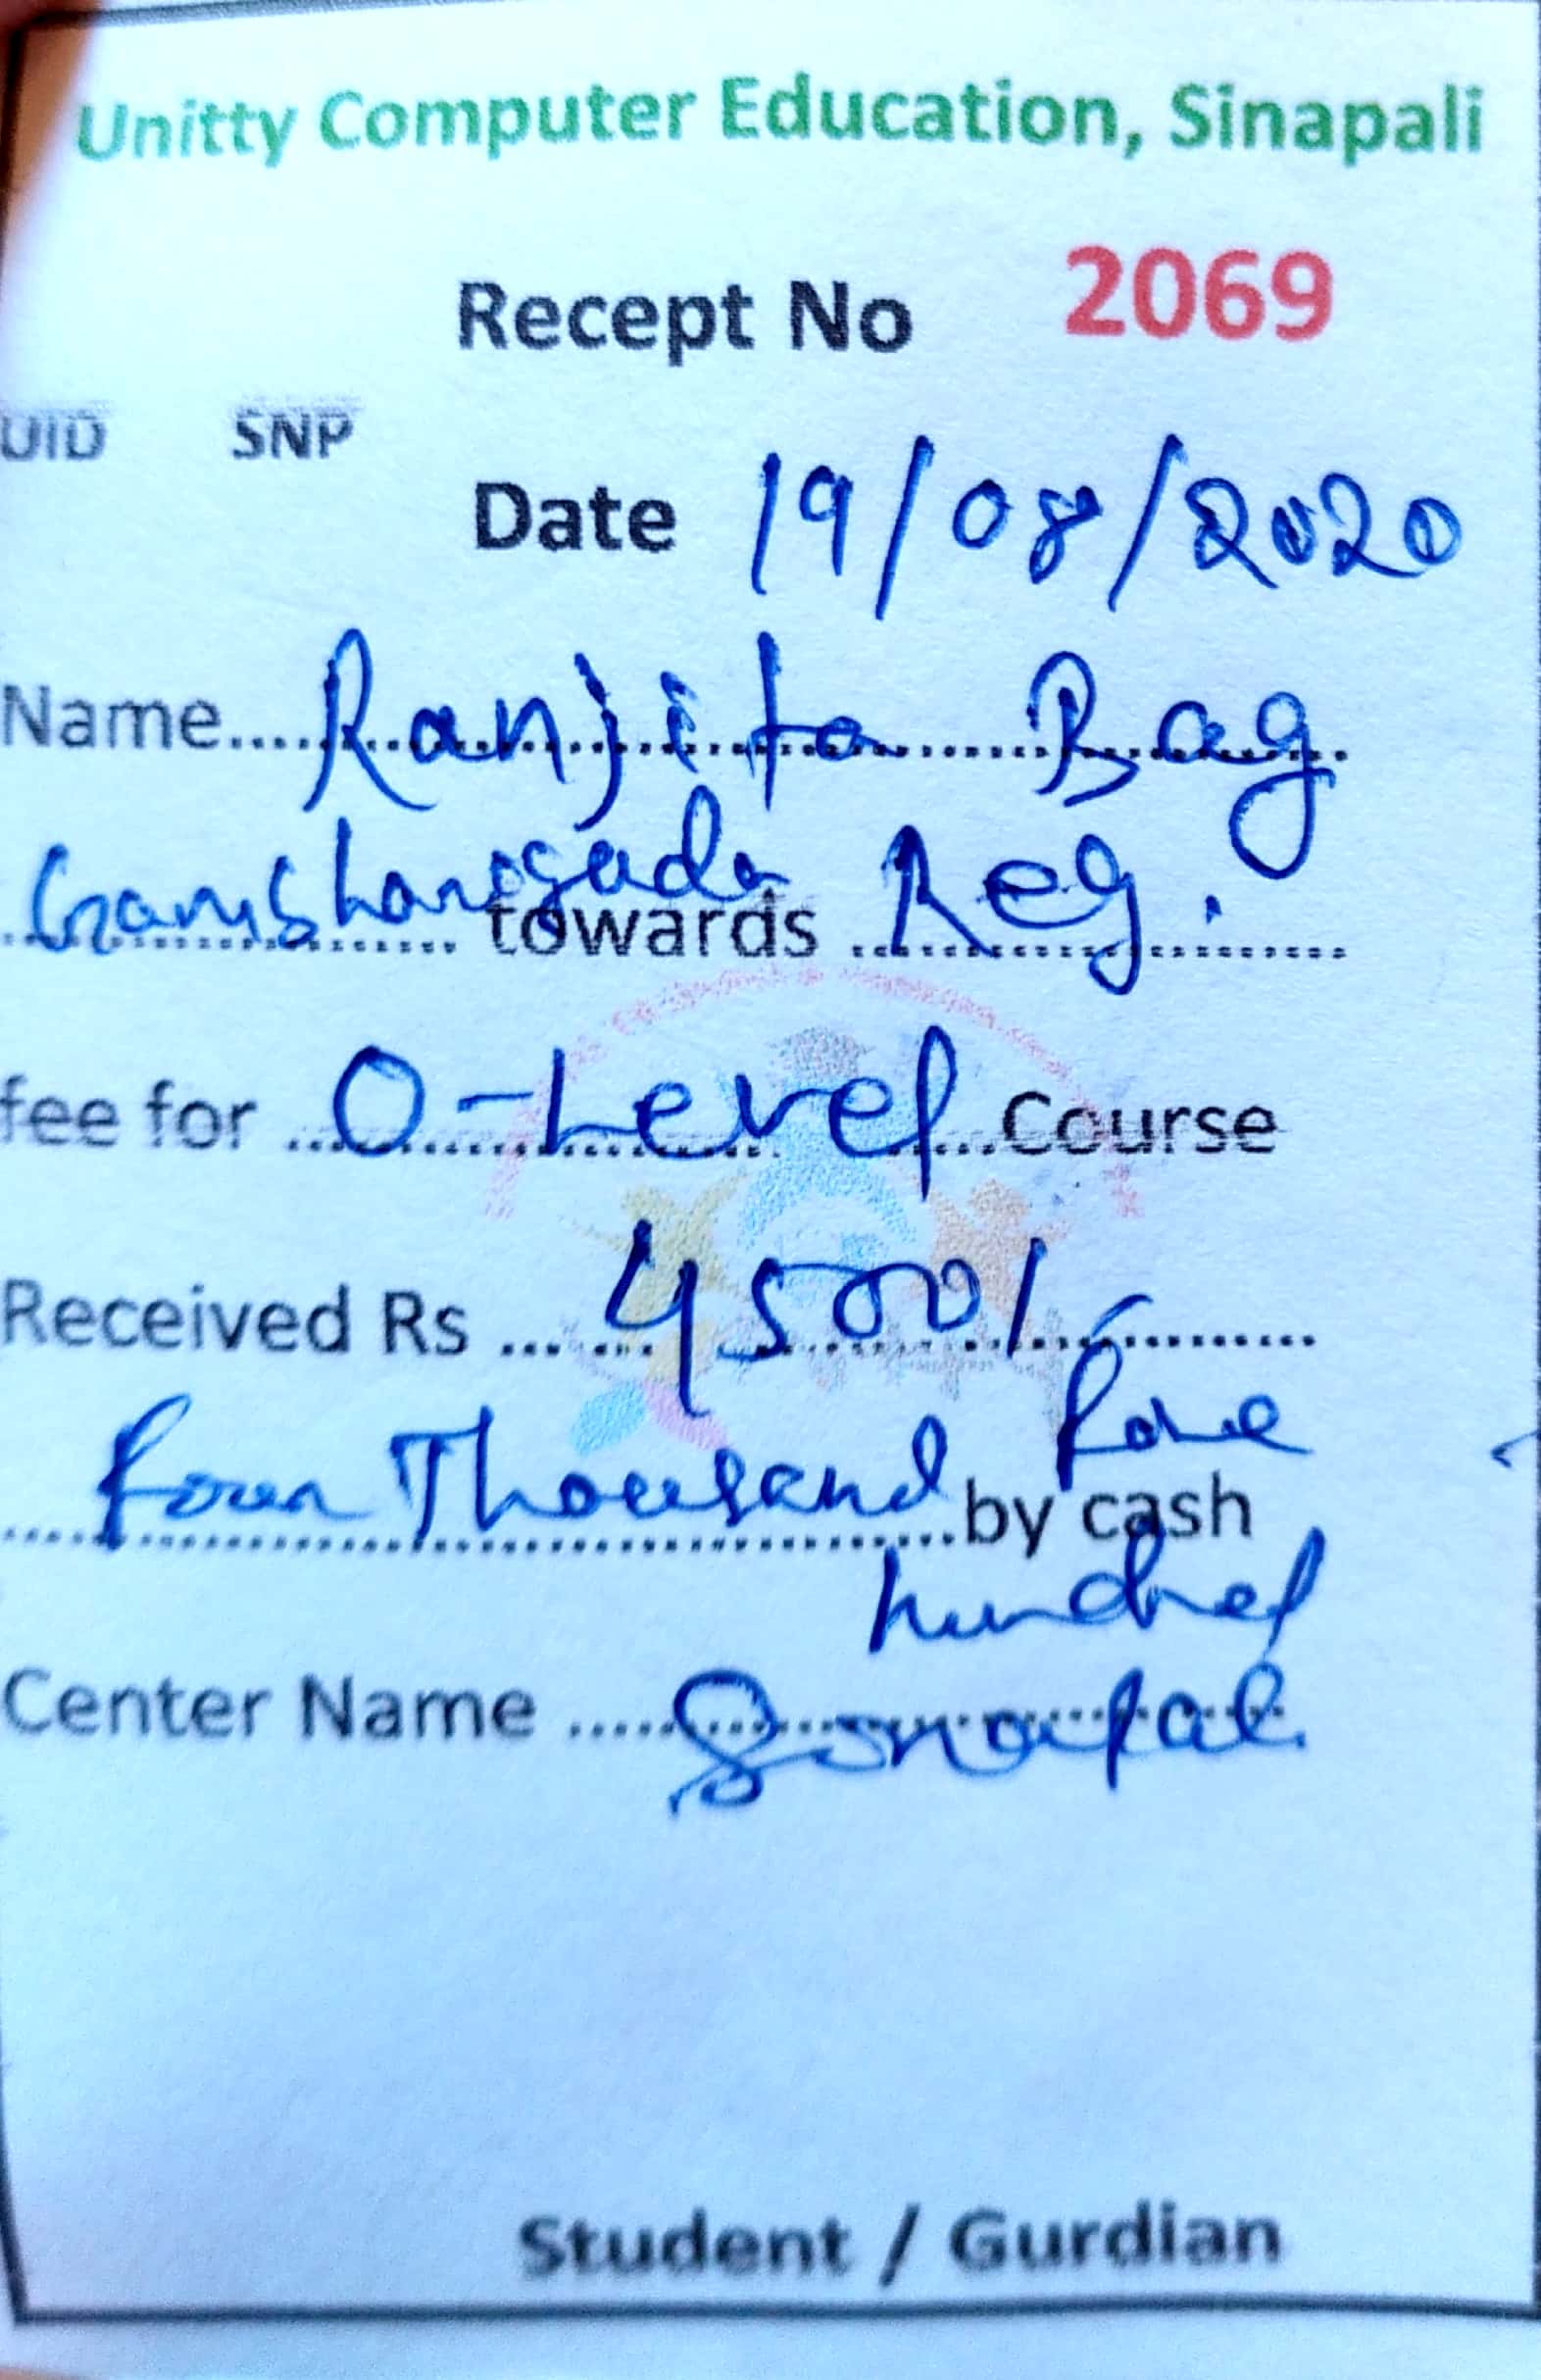 Unitty Computer Education, Sinapali
Recept No 2069
UID SNP
Date 19/08/2020
Name Ranjita Bag
towards Reg.
fee for O-Level Course
Received Rs 4500/-
Four Thousand Five
by cash
hundred
Center Name Sinapali
Student / Gurdian